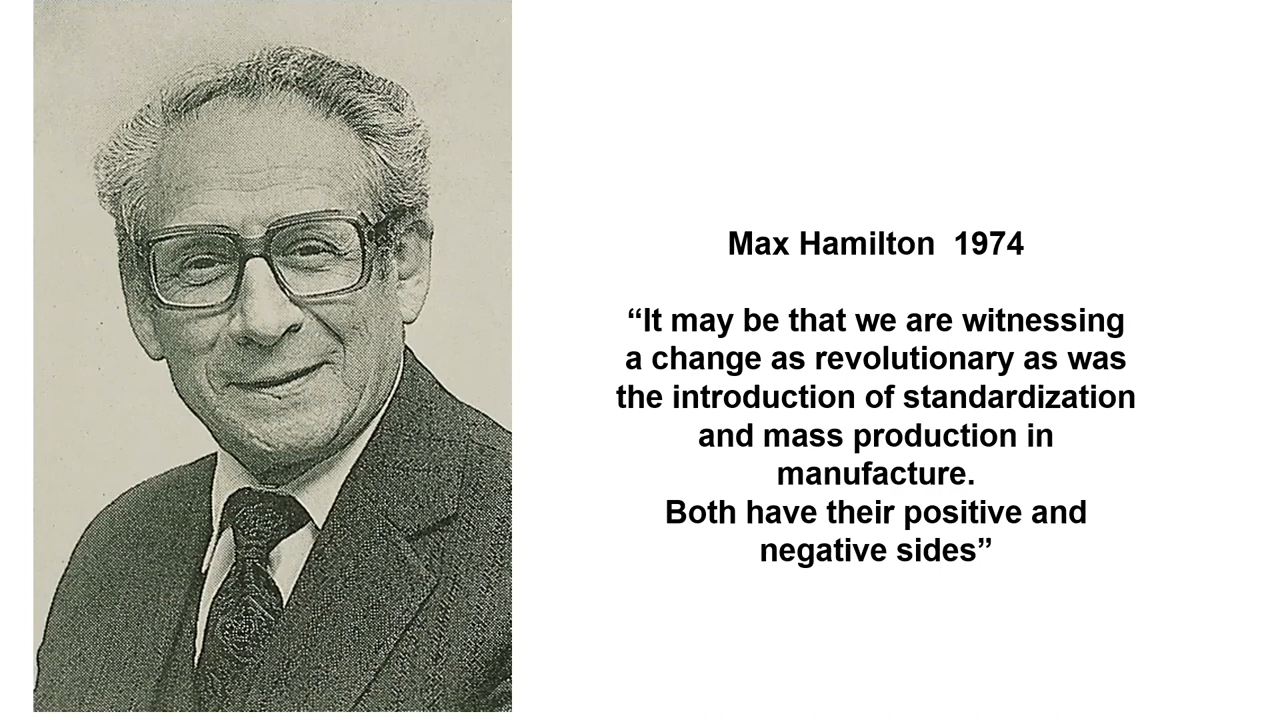 Max Hamilton  1974
“It may be that we are witnessing
a change as revolutionary as was
the introduction of standardization
and mass production in
manufacture.
Both have their positive and
negative sides”